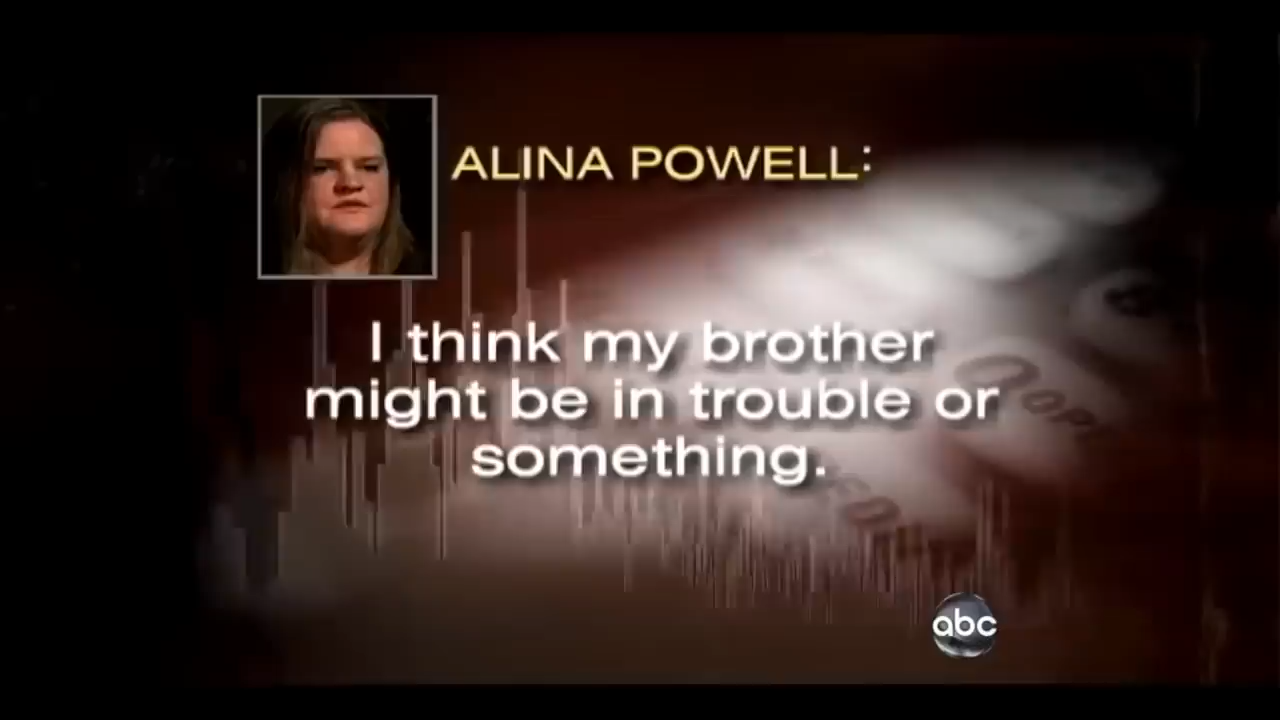 ALINA POWELL:
I think my brother
might be in trouble or
something.
abc